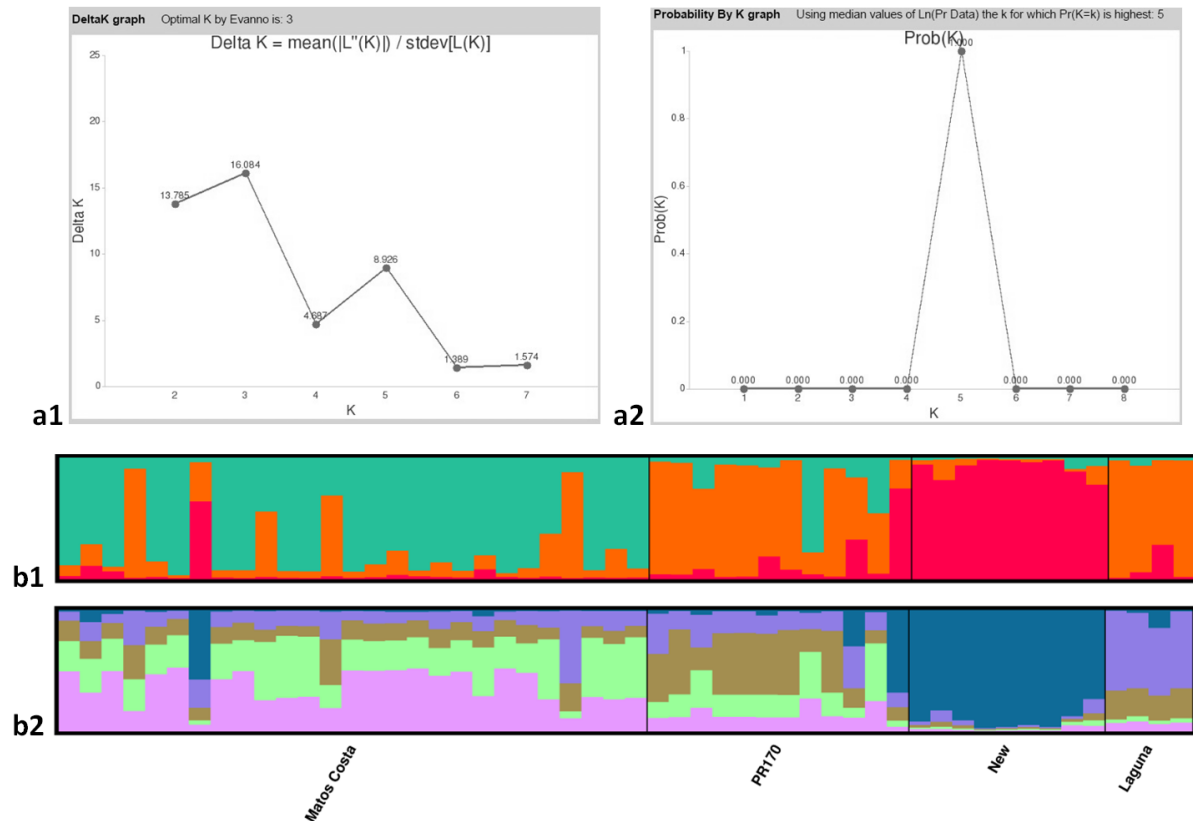 DeltaK graph Optimal K by Evanno is: 3
Delta K = mean(|L"(K)|) / stdev[L(K)]
25
20
15
10
5
0
Delta K
13.785
16.084
4.687
8.926
1.389
1.574
2 3 4 5 6 7
K
a1
Probability By K graph Using median values of Ln(Pr Data) the k for which Pr(K=k) is highest: 5
Prob(K)
1
0.8
0.6
0.4
0.2
0
Prob(K)
1.000
0.000 0.000 0.000 0.000 0.000 0.000 0.000
1 2 3 4 5 6 7 8
K
a2
b1
b2
Matos Costa
PR170
New
Laguna